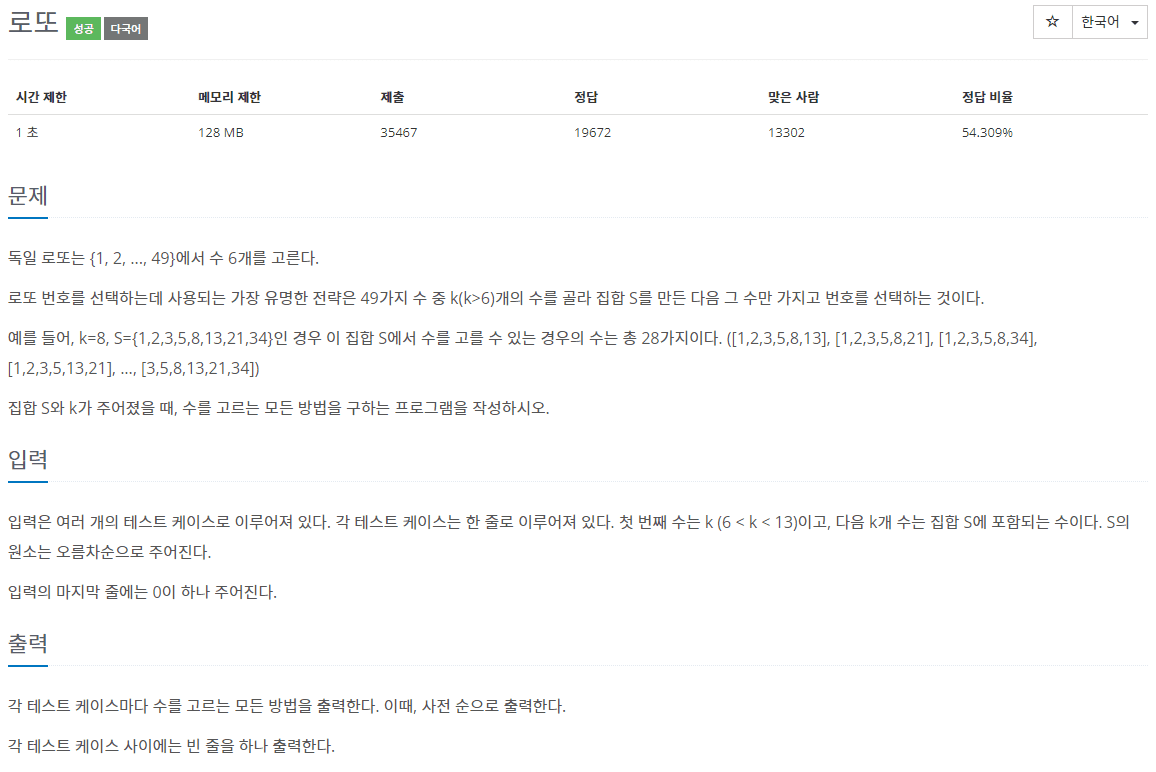 로또 성공 다국어
☆ 한국어
시간 제한 메모리 제한 제출 정답 맞은 사람 정답 비율
1 초 128 MB 35467 19672 13302 54.309%
문제
독일 로또는 {1, 2, ..., 49}에서 수 6개를 고른다.
로또 번호를 선택하는데 사용되는 가장 유명한 전략은 49가지 수 중 k(k>6)개의 수를 골라 집합 S를 만든 다음 그 수만 가지고 번호를 선택하는 것이다.
예를 들어, k=8, S={1,2,3,5,8,13,21,34}인 경우 이 집합 S에서 수를 고를 수 있는 경우의 수는 총 28가지이다. ([1,2,3,5,8,13], [1,2,3,5,8,21], [1,2,3,5,8,34],
[1,2,3,5,13,21], ..., [3,5,8,13,21,34])
집합 S와 k가 주어졌을 때, 수를 고르는 모든 방법을 구하는 프로그램을 작성하시오.
입력
입력은 여러 개의 테스트 케이스로 이루어져 있다. 각 테스트 케이스는 한 줄로 이루어져 있다. 첫 번째 수는 k (6 < k < 13)이고, 다음 k개 수는 집합 S에 포함되는 수이다. S의
원소는 오름차순으로 주어진다.
입력의 마지막 줄에는 0이 하나 주어진다.
출력
각 테스트 케이스마다 수를 고르는 모든 방법을 출력한다. 이때, 사전 순으로 출력한다.
각 테스트 케이스 사이에는 빈 줄을 하나 출력한다.